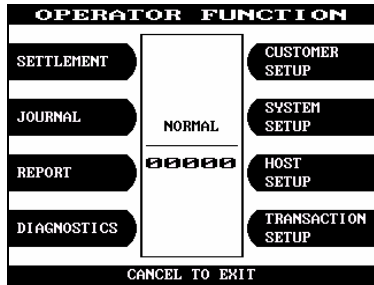 OPERATOR FUNCTION
SETTLEMENT
JOURNAL
REPORT
DIAGNOSTICS
NORMAL
00000
CUSTOMER
SETUP
SYSTEM
SETUP
HOST
SETUP
TRANSACTION
SETUP
CANCEL TO EXIT